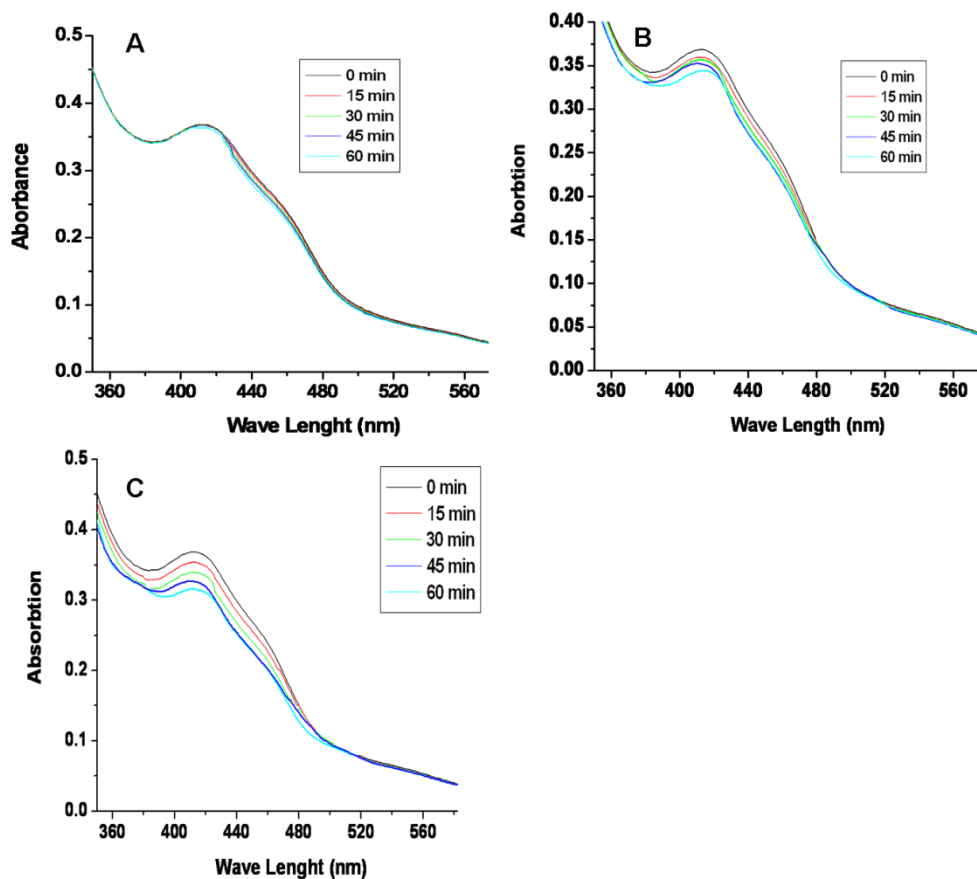 A
0 min
15 min
30 min
45 min
60 min
Aborbance
0.5
0.4
0.3
0.2
0.1
0.0
360 400 440 480 520 560
Wave Lenght (nm)
B
0 min
15 min
30 min
45 min
60 min
Aborbtion
0.40
0.35
0.30
0.25
0.20
0.15
0.10
0.05
0.00
360 400 440 480 520 560
Wave Length (nm)
C
0 min
15 min
30 min
45 min
60 min
Absorbtion
0.5
0.4
0.3
0.2
0.1
0.0
360 400 440 480 520 560
Wave Lenght (nm)